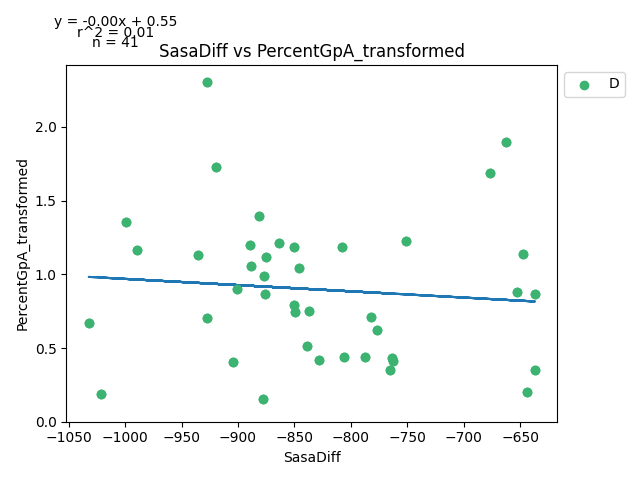 y = -0.00x + 0.55
r^2 = 0.01
n = 41
SasaDiff vs PercentGpA_transformed
D
PercentGpA_transformed
2.0
1.5
1.0
0.5
0.0
−1050 −1000 −950 −900 −850 −800 −750 −700 −650
SasaDiff